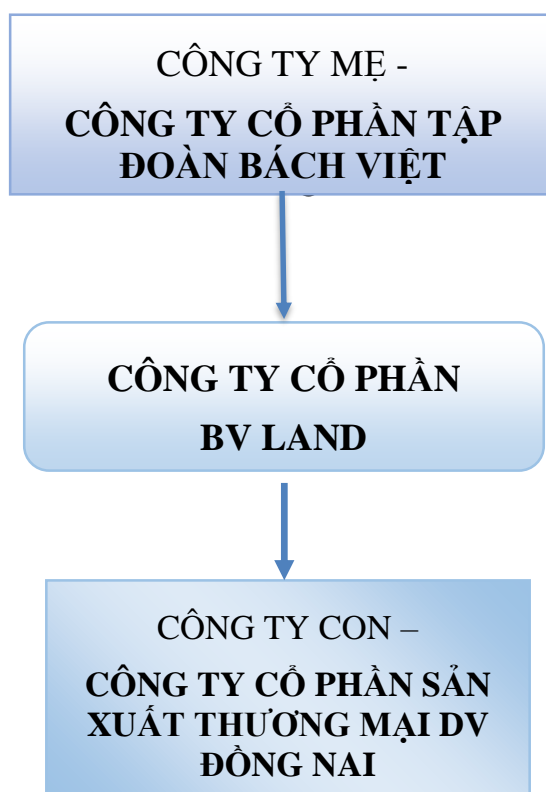 CÔNG TY MẸ -
CÔNG TY CỔ PHẦN TẬP
ĐOÀN BÁCH VIỆT
CÔNG TY CỔ PHẦN
BV LAND
CÔNG TY CON –
CÔNG TY CỔ PHẦN SẢN
XUẤT THƯƠNG MẠI DV
ĐỒNG NAI